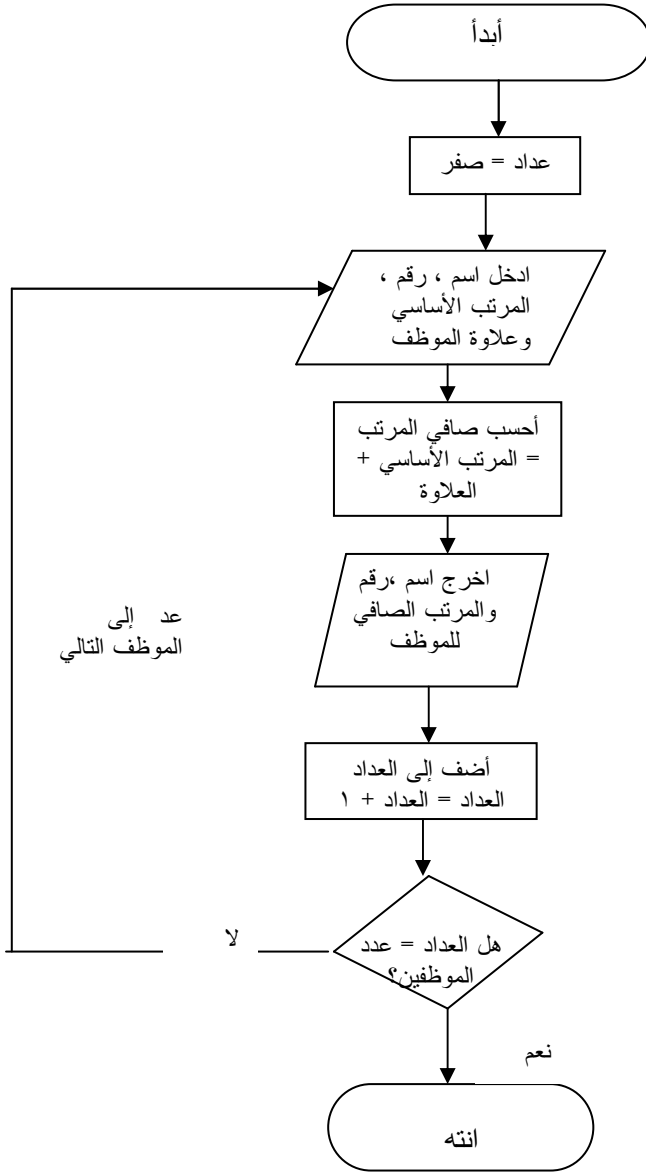 أبدأ
عداد = صفر
ادخل اسم ، رقم ،
المرتب الأساسي
وعلاوة الموظف
أحسب صافي المرتب
= المرتب الأساسي +
العلاوة
اخرج اسم ،رقم
والمرتب الصافي
للموظف
عد إلى
الموظف التالي
أضف إلى العداد
العداد = العداد + ١
لا
هل العداد = عدد
الموظفين؟
نعم
انته